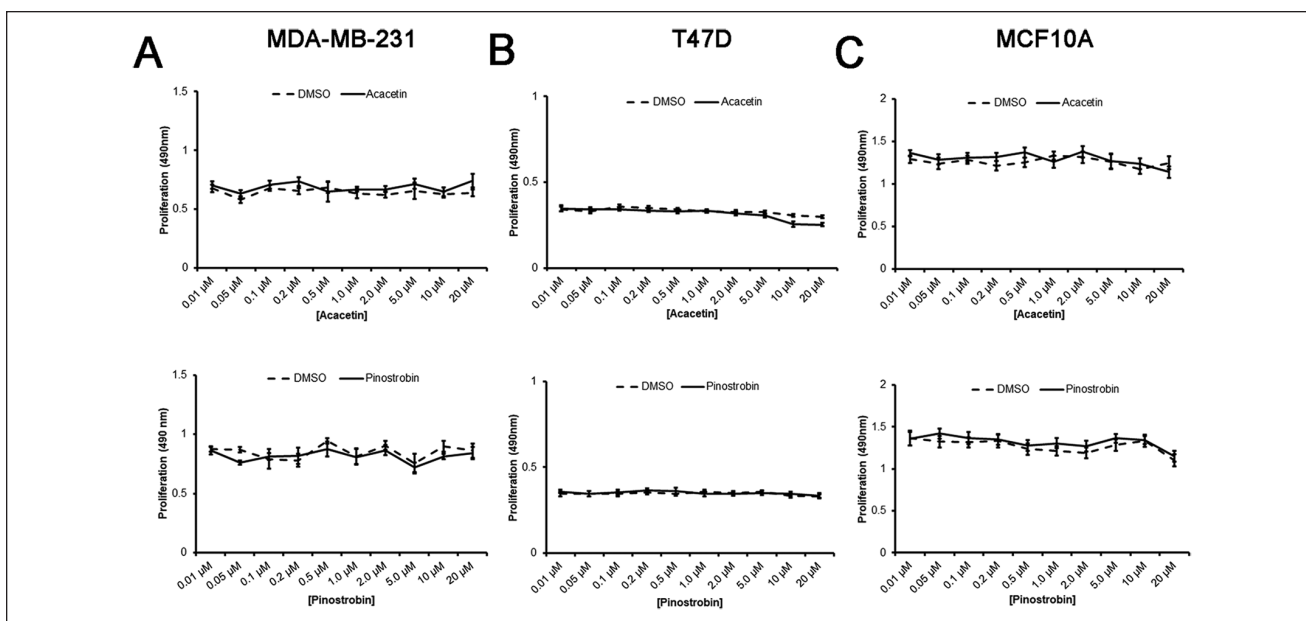 A MDA-MB-231
B T47D
C MCF10A
DMSO Acacetin
Proliferation (490nm)
1.5
1
0.5
0
0.01 µM 0.05 µM 0.1 µM 0.2 µM 0.5 µM 1.0 µM 2.0 µM 5.0 µM 10 µM 20 µM
[Acacetin]
DMSO Acacetin
Proliferation (490nm)
1
0.5
0
0.01 µM 0.05 µM 0.1 µM 0.2 µM 0.5 µM 1.0 µM 2.0 µM 5.0 µM 10 µM 20 µM
[Acacetin]
DMSO Acacetin
Proliferation (490nm)
2
1.5
1
0.5
0
0.01 µM 0.05 µM 0.1 µM 0.2 µM 0.5 µM 1.0 µM 2.0 µM 5.0 µM 10 µM 20 µM
[Acacetin]
DMSO Pinostrobin
Proliferation (490 nm)
1.5
1
0.5
0
0.01 µM 0.05 µM 0.1 µM 0.2 µM 0.5 µM 1.0 µM 2.0 µM 5.0 µM 10 µM 20 µM
[Pinostrobin]
DMSO Pinostrobin
Proliferation (490nm)
1
0.5
0
0.01 µM 0.05 µM 0.1 µM 0.2 µM 0.5 µM 1.0 µM 2.0 µM 5.0 µM 10 µM 20 µM
[Pinostrobin]
DMSO Pinostrobin
Proliferation (490nm)
2
1.5
1
0.5
0
0.01 µM 0.05 µM 0.1 µM 0.2 µM 0.5 µM 1.0 µM 2.0 µM 5.0 µM 10 µM 20 µM
[Pinostrobin]